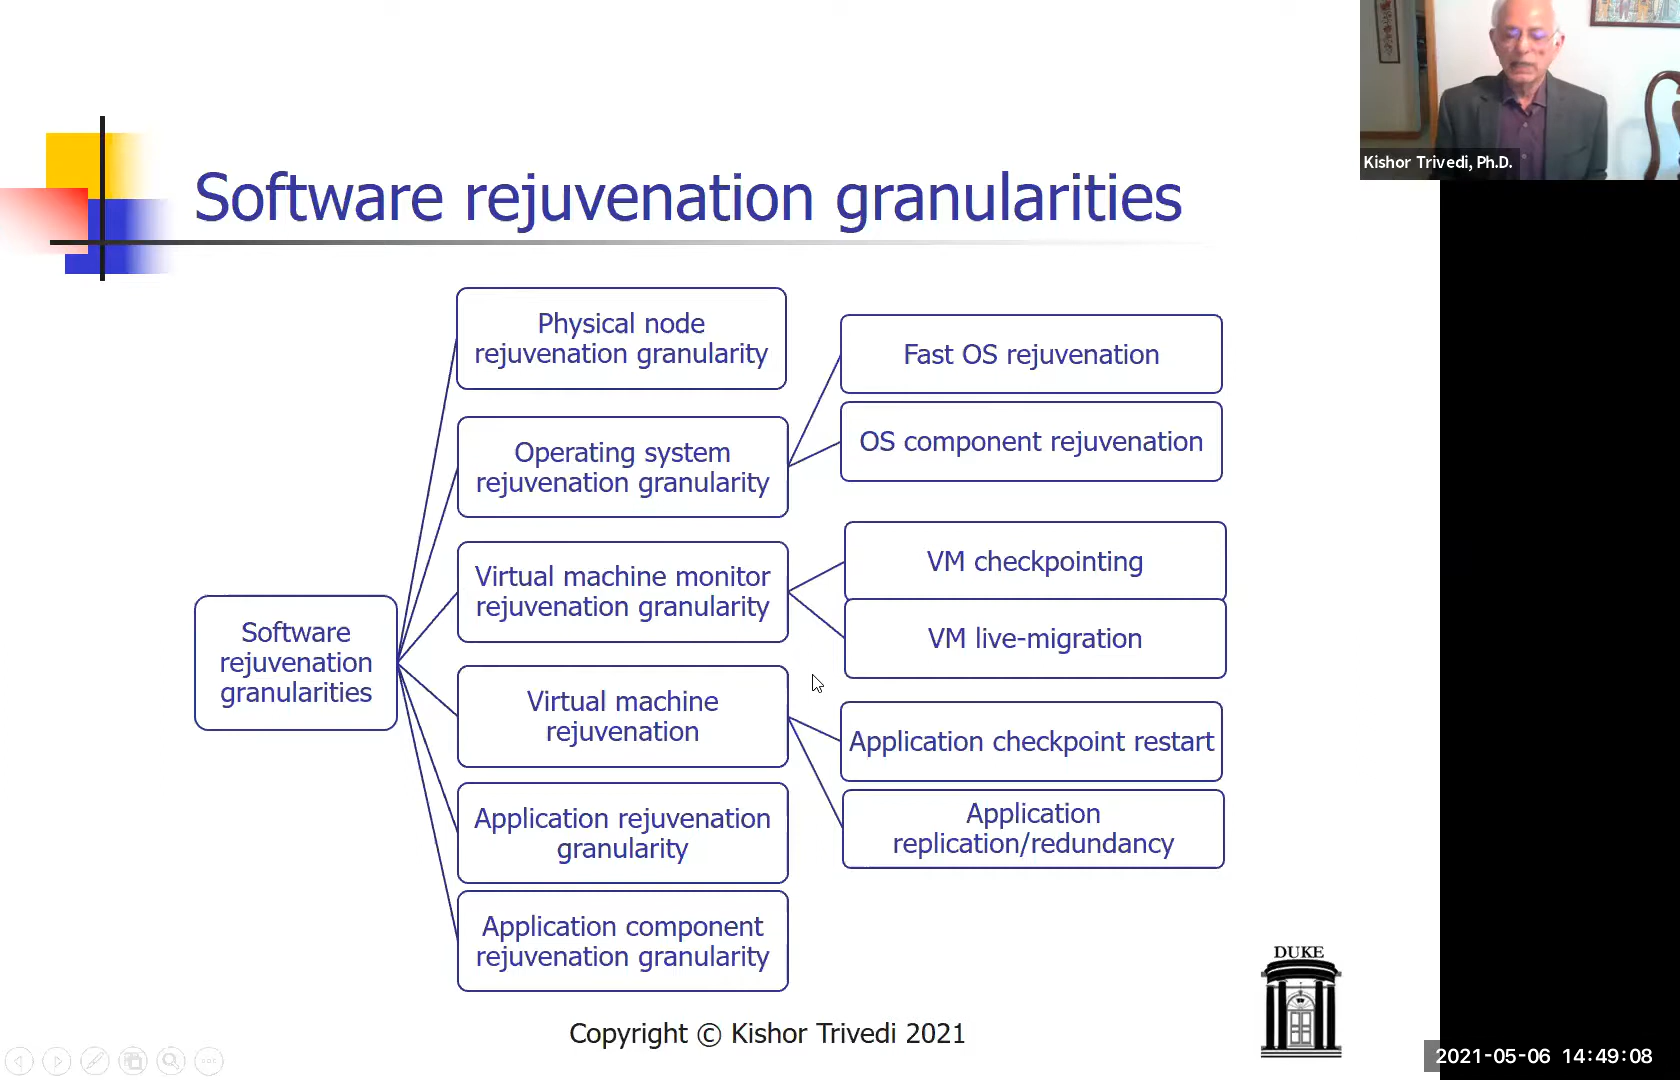 Kishor Trivedi, Ph.D.
Software rejuvenation granularities
Software
rejuvenation
granularities
Physical node
rejuvenation granularity
Operating system
rejuvenation granularity
Virtual machine monitor
rejuvenation granularity
Virtual machine
rejuvenation
Application rejuvenation
granularity
Application component
rejuvenation granularity
Fast OS rejuvenation
OS component rejuvenation
VM checkpointing
VM live-migration
Application checkpoint restart
Application
replication/redundancy
DUKE
Copyright © Kishor Trivedi 2021
2021-05-06 14:49:08